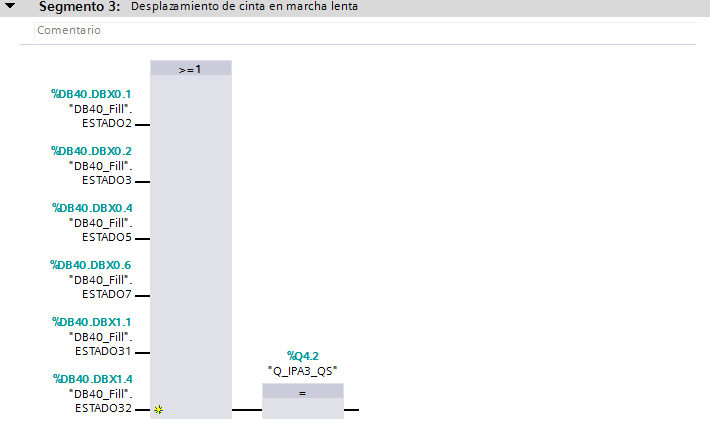 Segmento 3: Desplazamiento de cinta en marcha lenta
Comentario
>=1
%DB40.DBX0.1
"DB40_Fill".
ESTADO2
%DB40.DBX0.2
"DB40_Fill".
ESTADO3
%DB40.DBX0.4
"DB40_Fill".
ESTADO5
%DB40.DBX0.6
"DB40_Fill".
ESTADO7
%DB40.DBX1.1
"DB40_Fill".
ESTADO31
%DB40.DBX1.4
"DB40_Fill".
ESTADO32
%Q4.2
"Q_IPA3_QS"
=